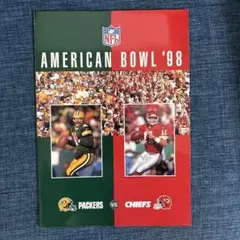 NFL
AMERICAN BOWL '98
PACKERS VS CHIEFS